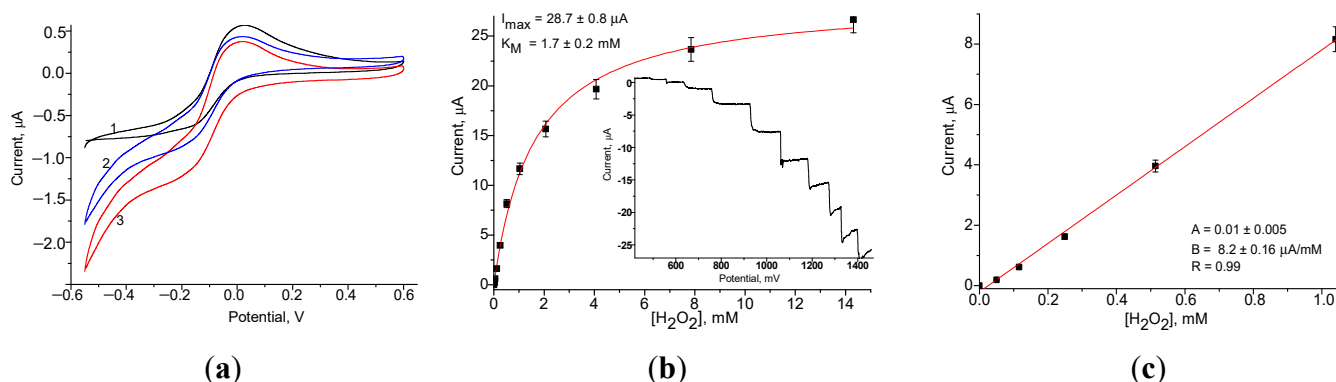 0.5
0.0
−0.5
−1.0
−1.5
−2.0
Current, µA
1
2
3
−0.6 −0.4 −0.2 0.0 0.2 0.4 0.6
Potential, V
(a)
I max = 28.7 ± 0.8 µA
K M = 1.7 ± 0.2 mM
25
20
15
10
5
0
Current, µA
0 2 4 6 8 10 12 14
[H2O2], mM
0
-5
-10
-15
-20
-25
Current, µA
600 800 1000 1200 1400
Potential, mV
(b)
8
6
4
2
0
Current, µA
A = 0.01 ± 0.005
B = 8.2 ± 0.16 µA/mM
R = 0.99
0.0 0.2 0.4 0.6 0.8 1.0
[H2O2], mM
(c)